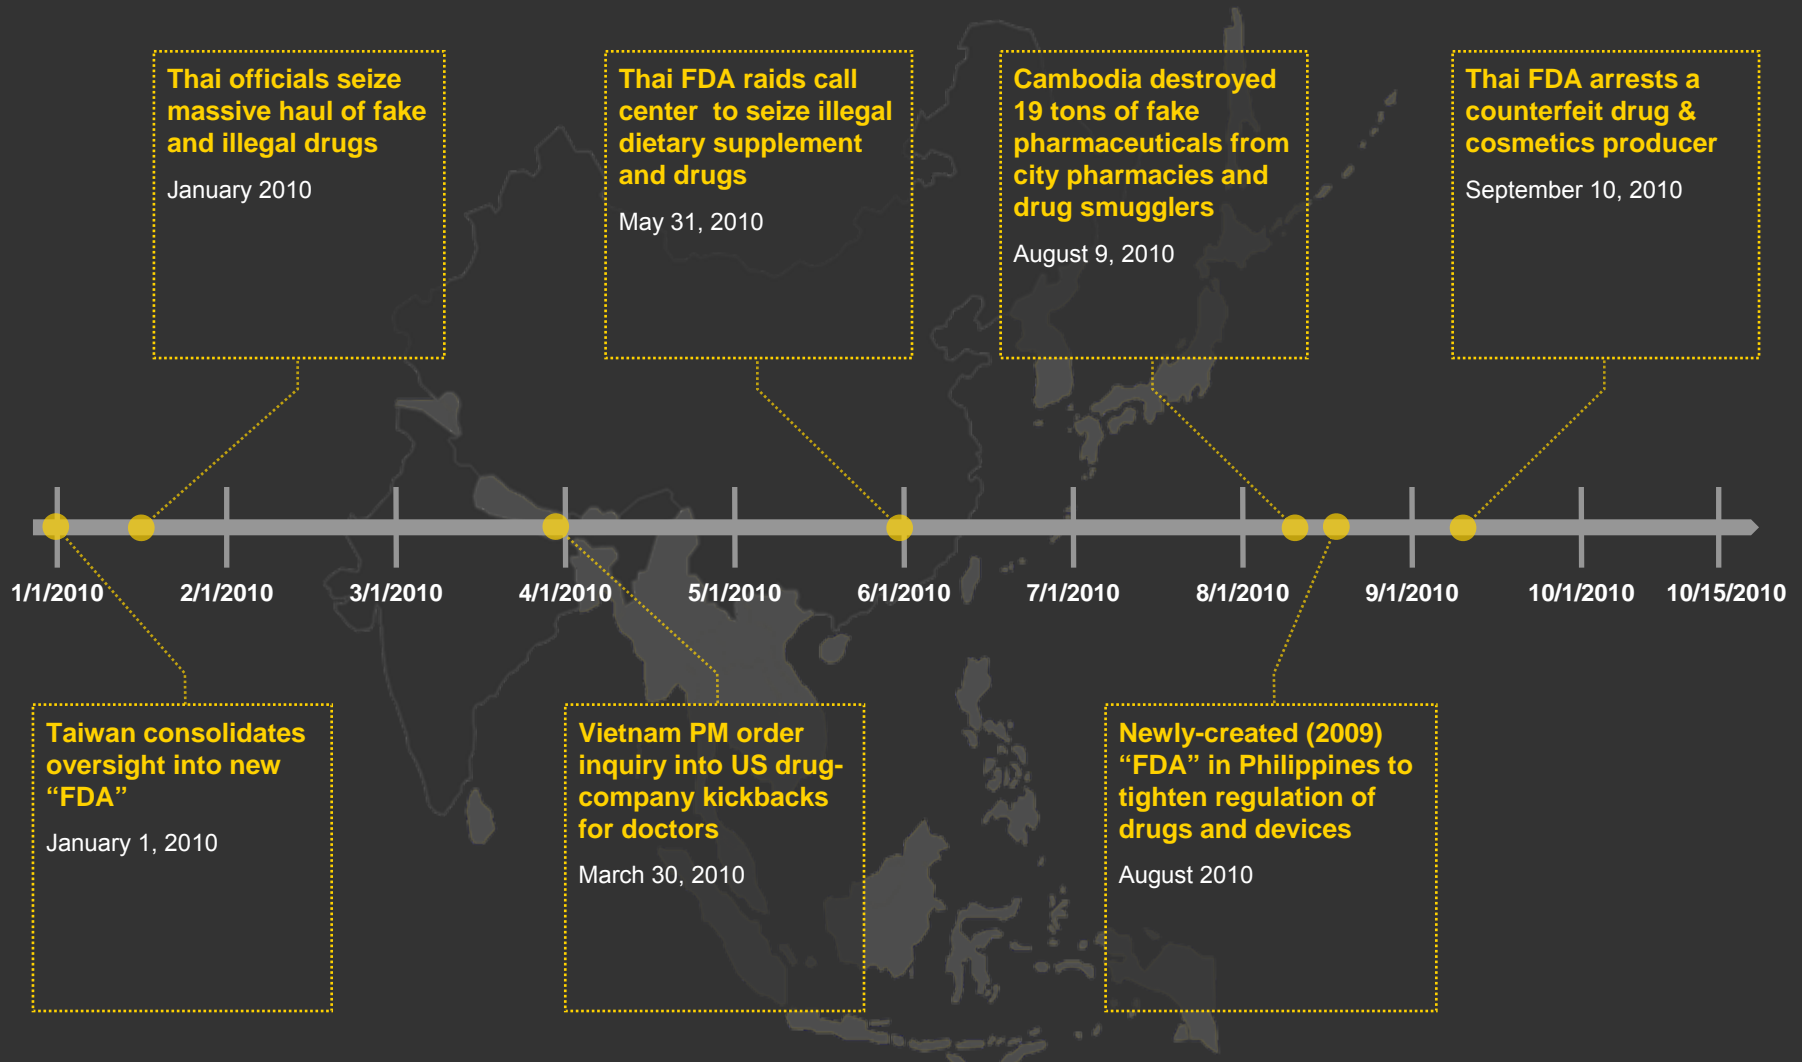 Thai officials seize
massive haul of fake
and illegal drugs
January 2010
Thai FDA raids call
center  to seize illegal
dietary supplement
and drugs
May 31, 2010
Cambodia destroyed
19 tons of fake
pharmaceuticals from
city pharmacies and
drug smugglers
August 9, 2010
Thai FDA arrests a
counterfeit drug &
cosmetics producer
September 10, 2010
1/1/2010
2/1/2010
3/1/2010
4/1/2010
5/1/2010
6/1/2010
7/1/2010
8/1/2010
9/1/2010
10/1/2010
10/15/2010
Taiwan consolidates
oversight into new
“FDA”
January 1, 2010
Vietnam PM order
inquiry into US drug-
company kickbacks
for doctors
March 30, 2010
Newly-created (2009)
“FDA” in Philippines to
tighten regulation of
drugs and devices
August 2010